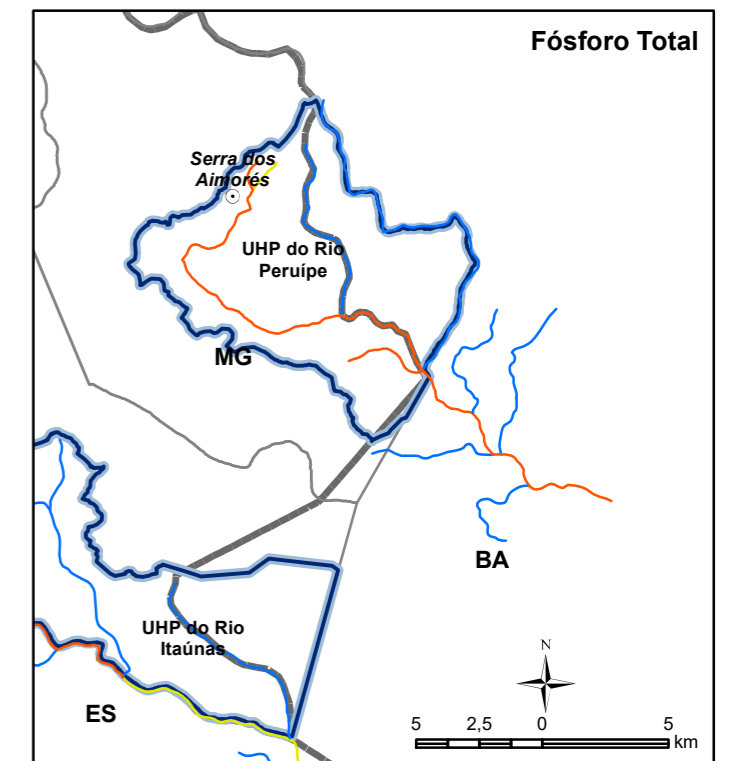 Fósforo Total
Serra dos
Aimorés
UHP do Rio
Peruípe
MG
BA
UHP do Rio
Itaúnas
ES
N
5 2,5 0 5
km